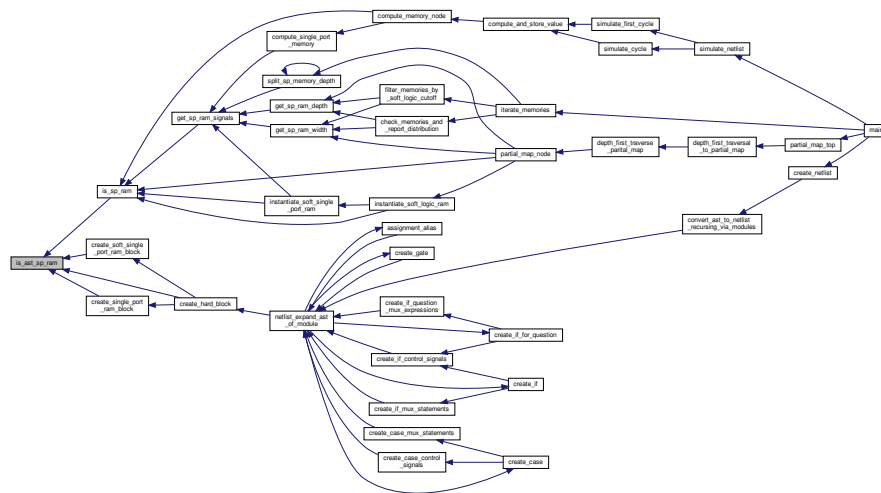 compute_memory_node
compute_and_store_value
simulate_first_cycle
compute_single_port
_memory
simulate_cycle
simulate_netlist
split_sp_memory_depth
filter_memories_by
_soft_logic_cutoff
get_sp_ram_depth
iterate_memories
get_sp_ram_signals
check_memories_and
_report_distribution
get_sp_ram_width
main
depth_first_traverse
_parital_map
depth_first_traversal
_to_partial_map
partial_map_top
partial_map_node
create_netlist
is_sp_ram
instantiate_soft_single
_port_ram
instantiate_soft_logic_ram
convert_ast_to_netlist
_recursing_via_modules
assignment_alias
create_soft_single
_port_ram_block
create_gate
is_ast_sp_ram
create_single_port
_ram_block
create_hard_block
create_if_question
_mux_expressions
netlist_expand_ast
_of_module
create_if_for_question
create_if_control_signals
create_if
create_if_mux_statements
create_case_mux_statements
create_case_control
_signals
create_case